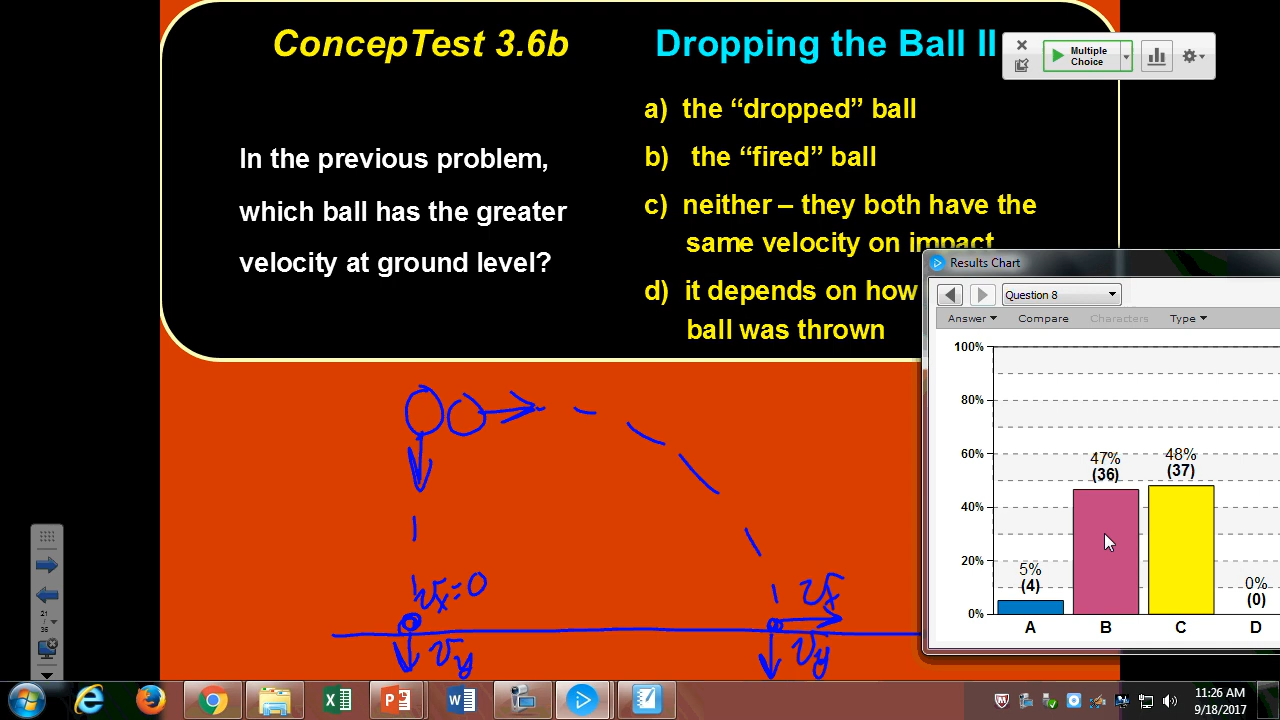 ConcepTest 3.6b
Dropping the Ball II
In the previous problem,
which ball has the greater
velocity at ground level?
a) the “dropped” ball
b) the “fired” ball
c) neither – they both have the
same velocity on impact
d) it depends on how
ball was thrown
Multiple
Choice
Results Chart
Question 8
Answer
Compare
Characters
Type
100%
80%
60%
40%
20%
0%
5%
(4)
47%
(36)
48%
(37)
0%
(0)
A
B
C
D
vx=0
vy
vx
vy
21
/
35
11:26 AM
9/18/2017